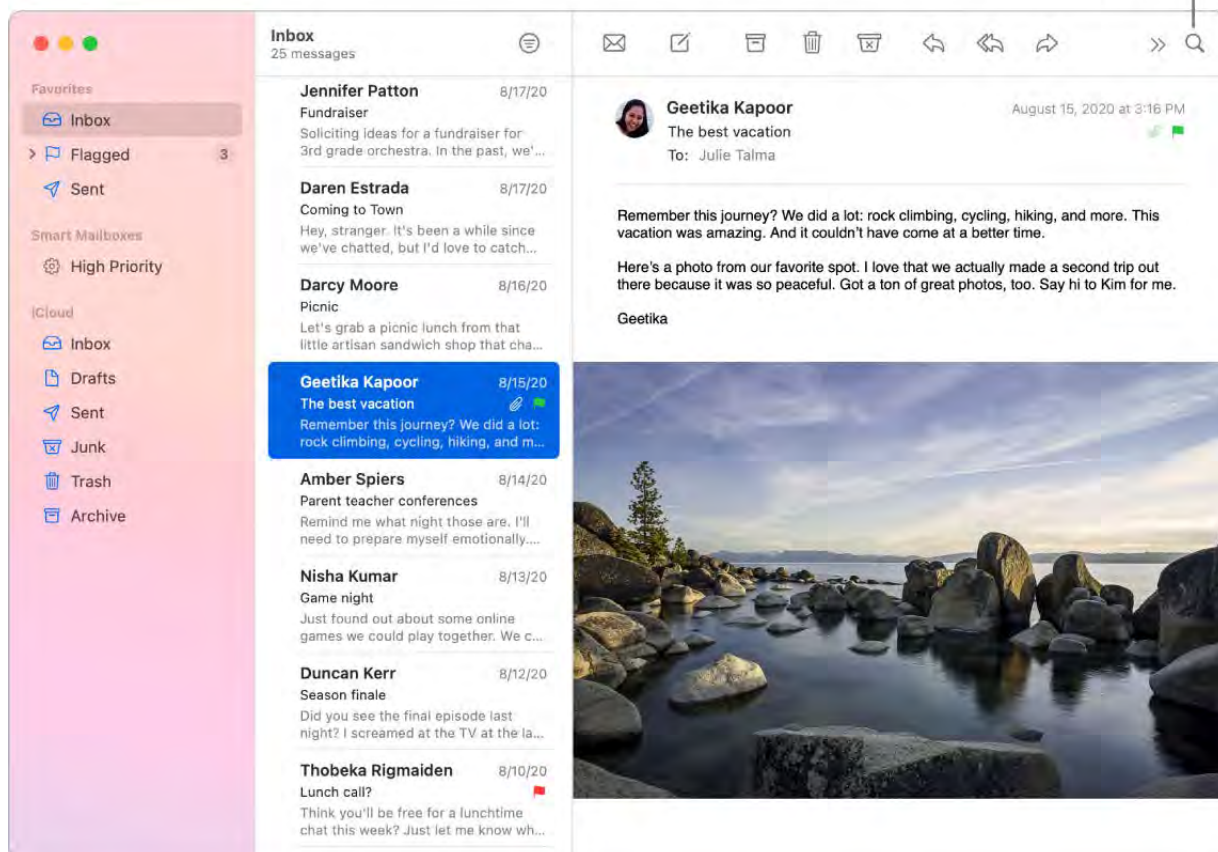 Favorites
Inbox
Flagged 3
Sent
Smart Mailboxes
High Priority
iCloud
Inbox
Drafts
Sent
Junk
Trash
Archive
Inbox
25 messages
Jennifer Patton 8/17/20
Fundraiser
Soliciting ideas for a fundraiser for
3rd grade orchestra. In the past, we'...
Daren Estrada 8/17/20
Coming to Town
Hey, stranger. It's been a while since
we've chatted, but I'd love to catch...
Darcy Moore 8/16/20
Picnic
Let's grab a picnic lunch from that
little artisan sandwich shop that cha...
Geetika Kapoor 8/15/20
The best vacation
Remember this journey? We did a lot:
rock climbing, cycling, hiking, and m...
Amber Spiers 8/14/20
Parent teacher conferences
Remind me what night those are. I'll
need to prepare myself emotionally....
Nisha Kumar 8/13/20
Game night
Just found out about some online
games we could play together. We c...
Duncan Kerr 8/12/20
Season finale
Did you see the final episode last
night? I screamed at the TV at the la...
Thobeka Rigmaiden 8/10/20
Lunch call?
Think you'll be free for a lunchtime
chat this week? Just let me know wh...
Geetika Kapoor August 15, 2020 at 3:16 PM
The best vacation
To: Julie Talma
Remember this journey? We did a lot: rock climbing, cycling, hiking, and more. This
vacation was amazing. And it couldn't have come at a better time.
Here's a photo from our favorite spot. I love that we actually made a second trip out
there because it was so peaceful. Got a ton of great photos, too. Say hi to Kim for me.
Geetika